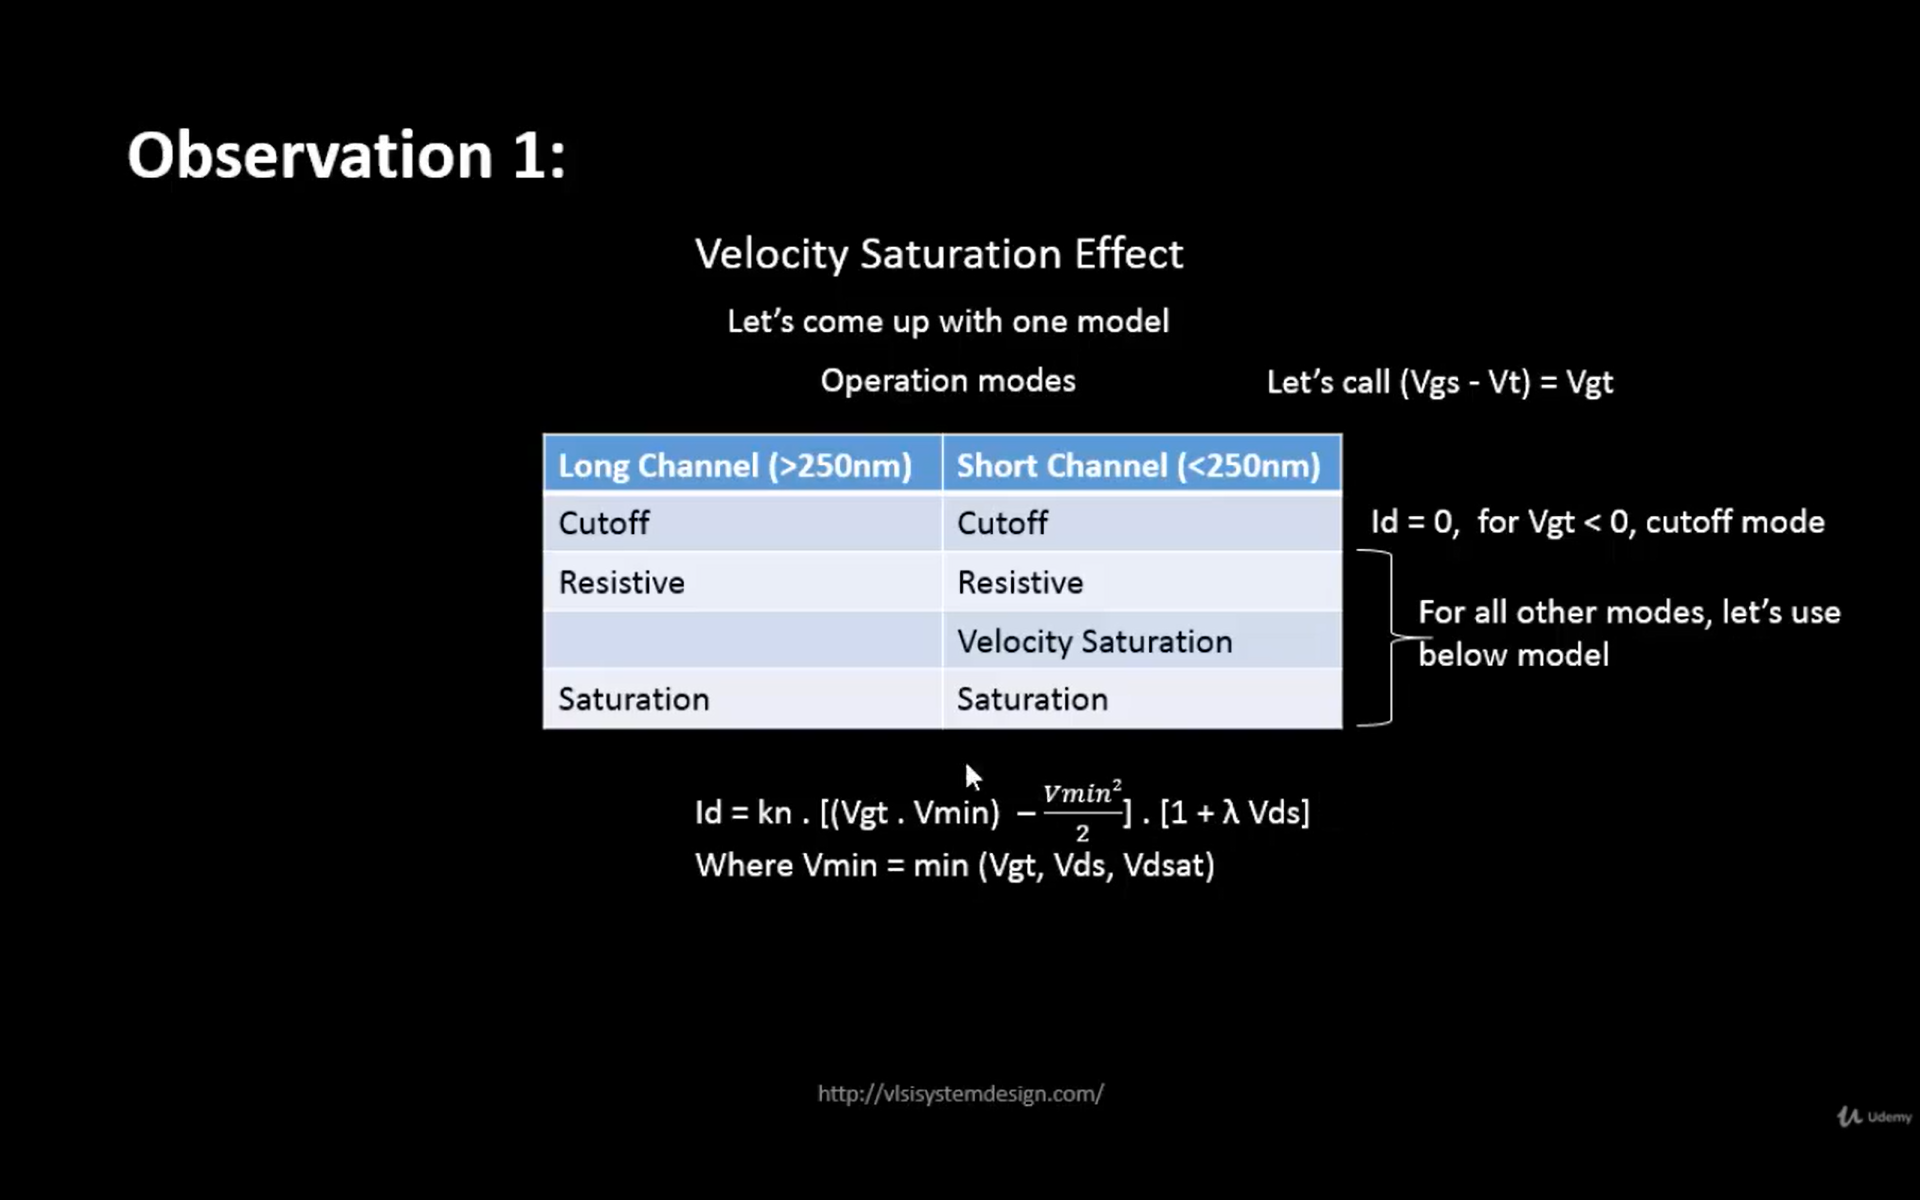 Observation 1:
Velocity Saturation Effect
Let's come up with one model
Operation modes
Let's call (Vgs - Vt) = Vgt
Long Channel (>250nm) Short Channel (<250nm)
Cutoff Cutoff
Id = 0, for Vgt < 0, cutoff mode
Resistive Resistive
Velocity Saturation
Saturation Saturation
For all other modes, let's use
below model
Id = kn . [(Vgt . Vmin) – Vmin²/2] . [1 + λ Vds]
Where Vmin = min (Vgt, Vds, Vdsat)
http://vlsisystemdesign.com/
Udemy